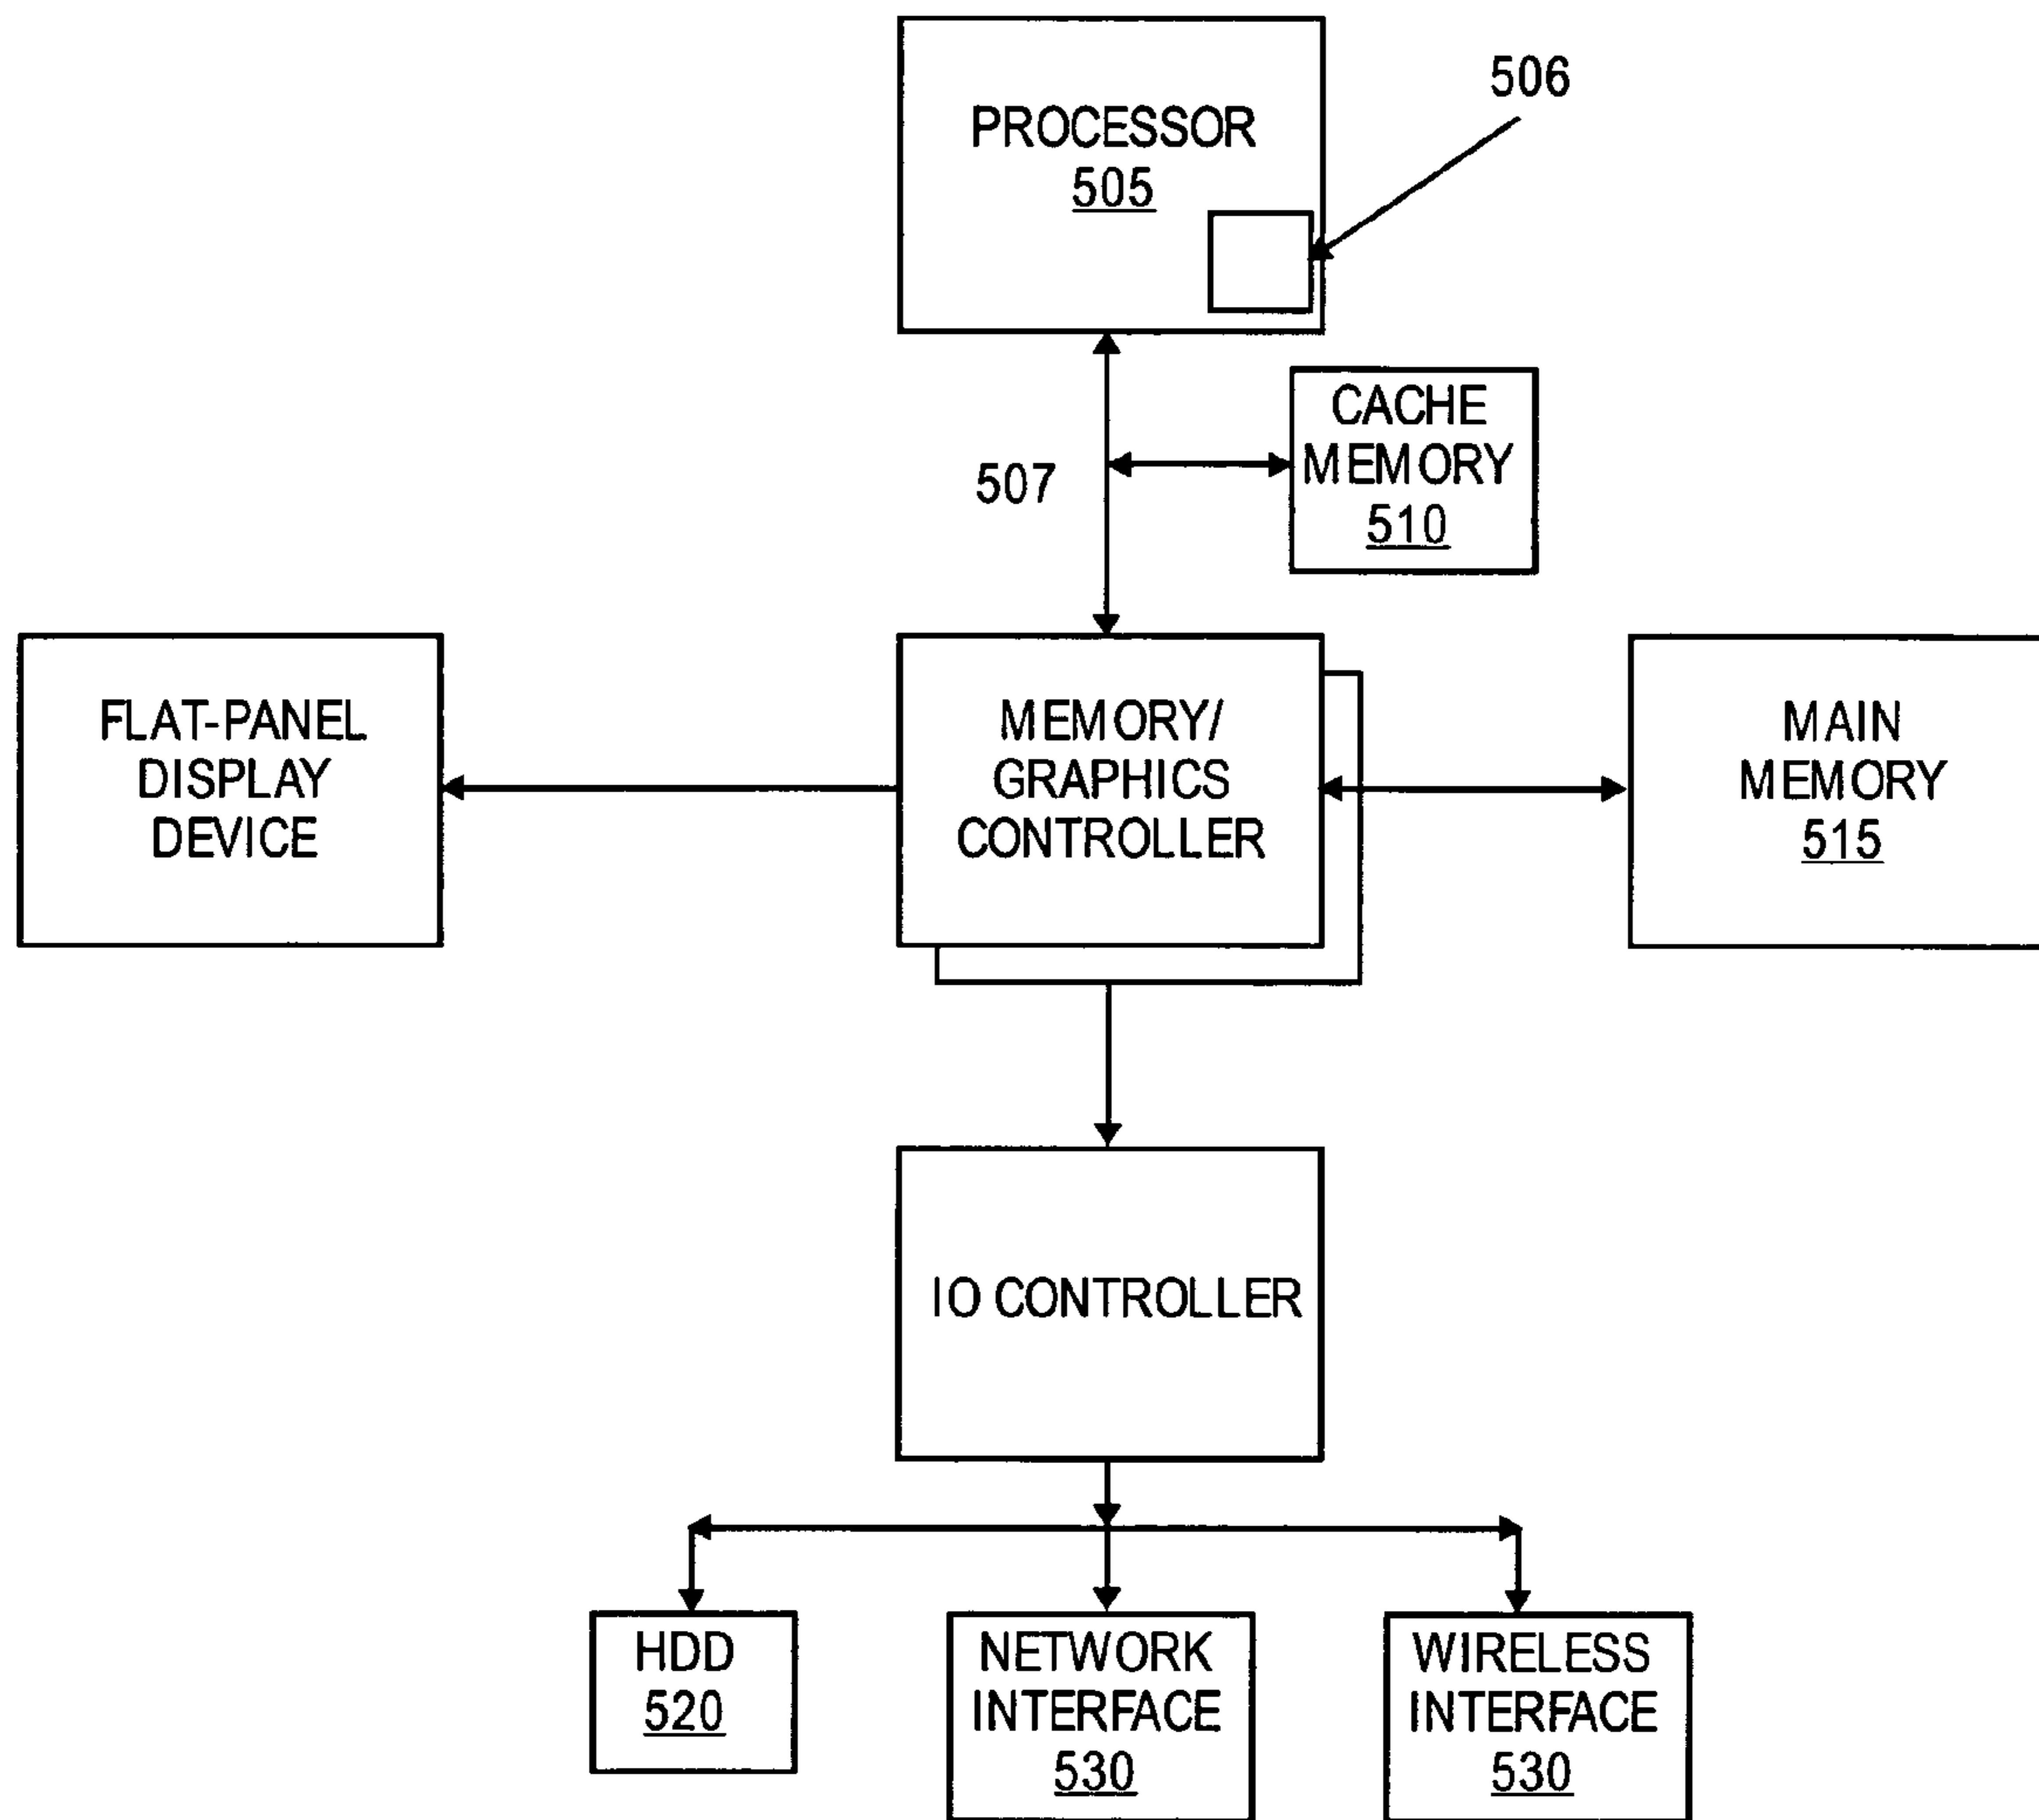 PROCESSOR
505
506
CACHE
MEMORY
510
507
FLAT-PANEL
DISPLAY
DEVICE
MEMORY/
GRAPHICS
CONTROLLER
MAIN
MEMORY
515
IO CONTROLLER
HDD
520
NETWORK
INTERFACE
530
WIRELESS
INTERFACE
530